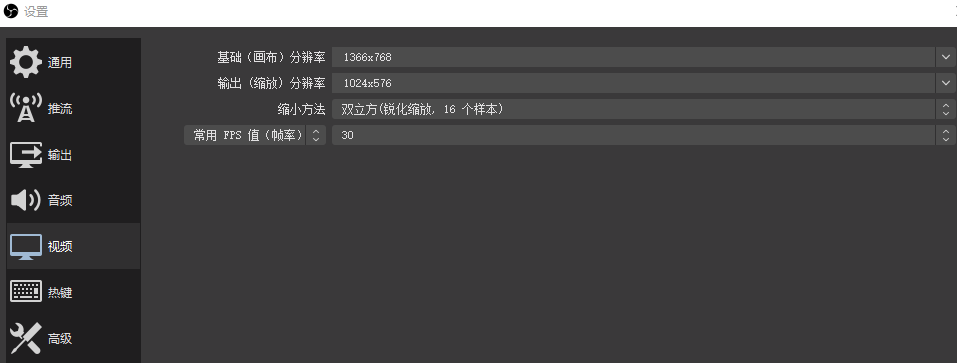 设置
通用
推流
输出
音频
视频
热键
高级
基础（画布）分辨率 1366x768
输出（缩放）分辨率 1024x576
缩小方法 双立方(锐化缩放, 16 个样本)
常用 FPS 值（帧率） 30